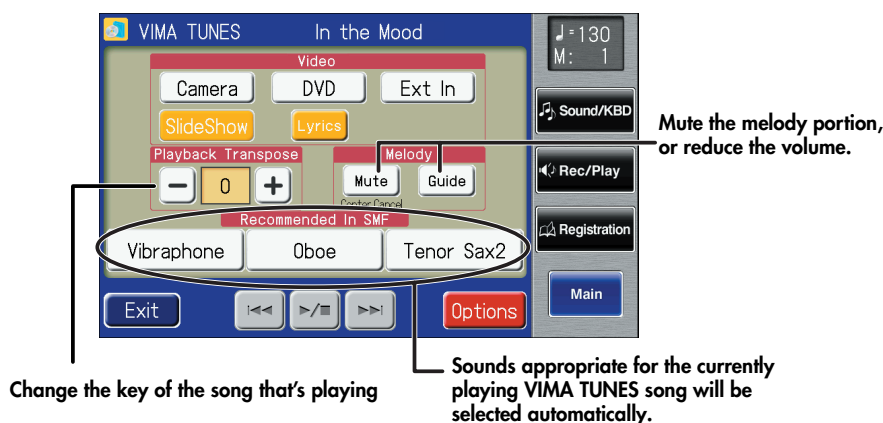 VIMA TUNES In the Mood
♩=130
M: 1
Video
Camera DVD Ext In
SlideShow Lyrics
Playback Transpose
− 0 +
Melody
Mute Guide
Center Cancel
Recommended In SMF
Vibraphone Oboe Tenor Sax2
Exit Options
Sound/KBD
Rec/Play
Registration
Main
Mute the melody portion,
or reduce the volume.
Change the key of the song that's playing
Sounds appropriate for the currently
playing VIMA TUNES song will be
selected automatically.